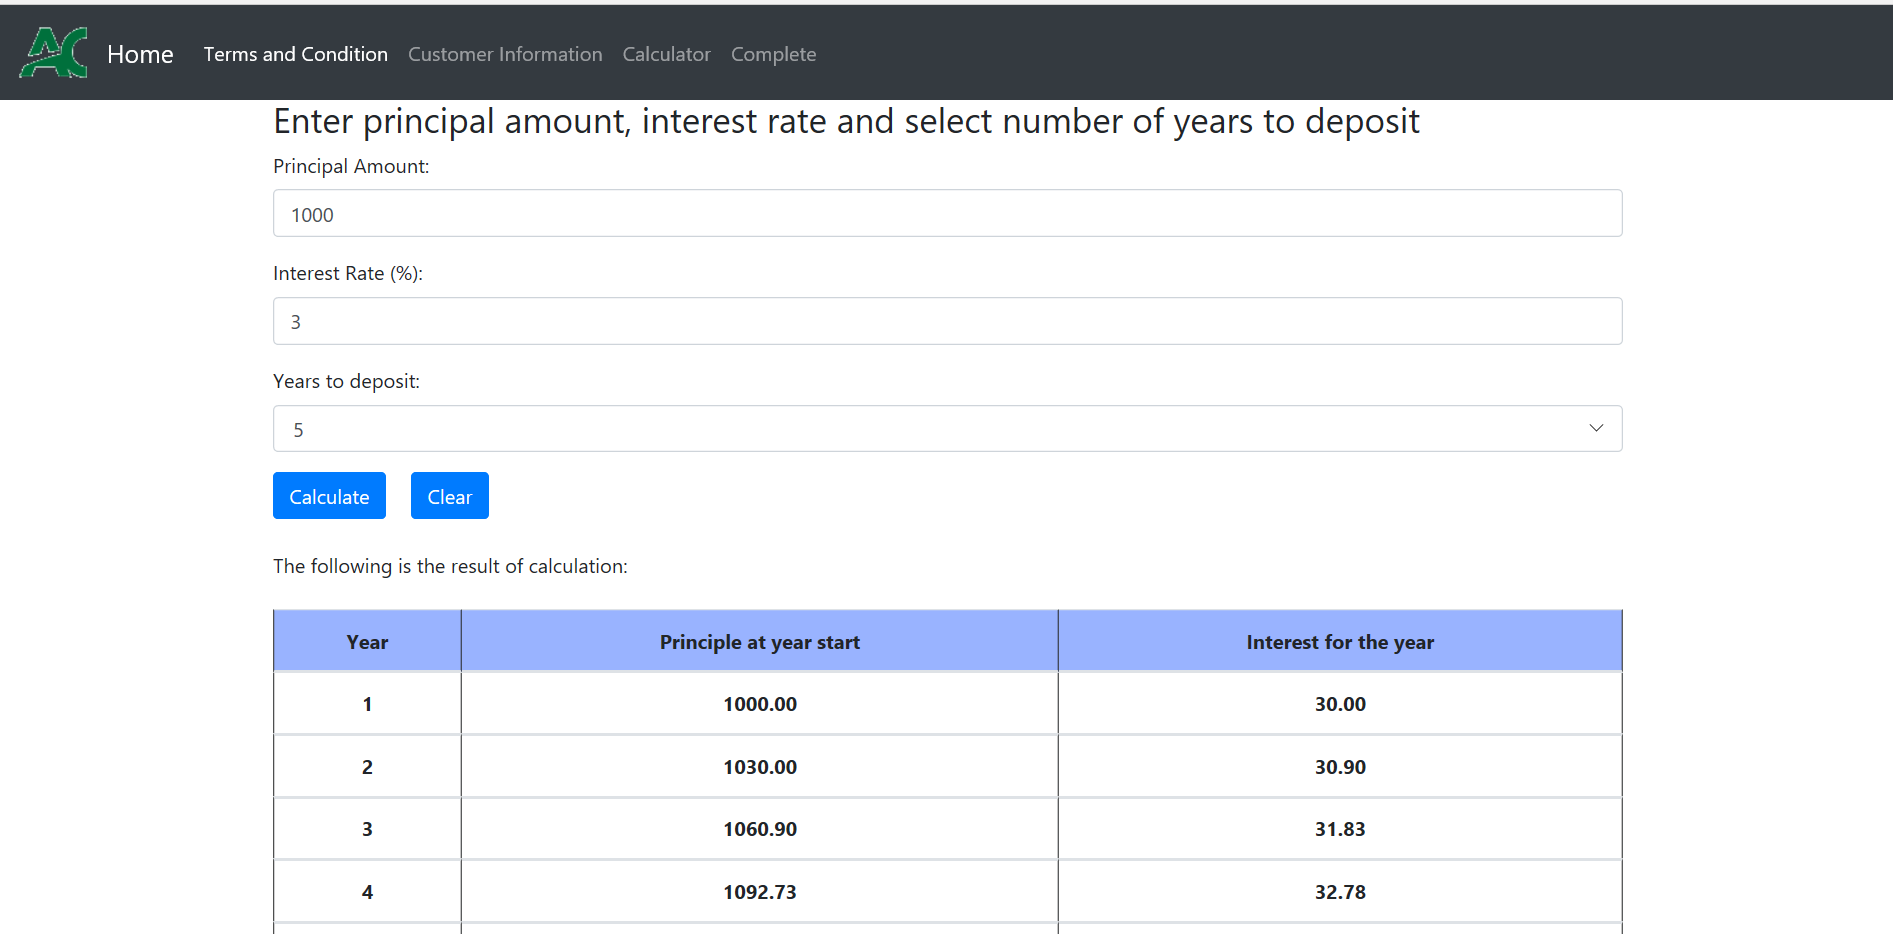 AC Home Terms and Condition Customer Information Calculator Complete
Enter principal amount, interest rate and select number of years to deposit
Principal Amount:
1000
Interest Rate (%):
3
Years to deposit:
5
Calculate Clear
The following is the result of calculation:
Year Principle at year start Interest for the year
1 1000.00 30.00
2 1030.00 30.90
3 1060.90 31.83
4 1092.73 32.78